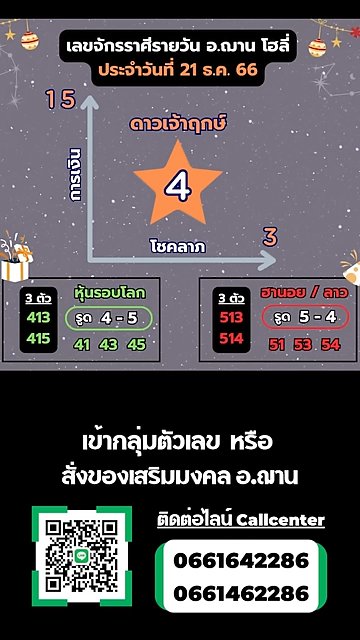 เลขจักรราศีรายวัน อ.ฌาน โฮลี่
ประจำวันที่ 21 ธ.ค. 66
15
ดาวเจ้าฤกษ์
การเงิน
4
โชคลาภ
3
3 ตัว
413
415
หุ้นรอบโลก
รูด 4 - 5
41 43 45
3 ตัว
513
514
ฮานอย / ลาว
รูด 5 - 4
51 53 54
เข้ากลุ่มตัวเลข หรือ
สั่งของเสริมมงคล อ.ฌาน
ติดต่อไลน์ Callcenter
0661642286
0661462286
LINE